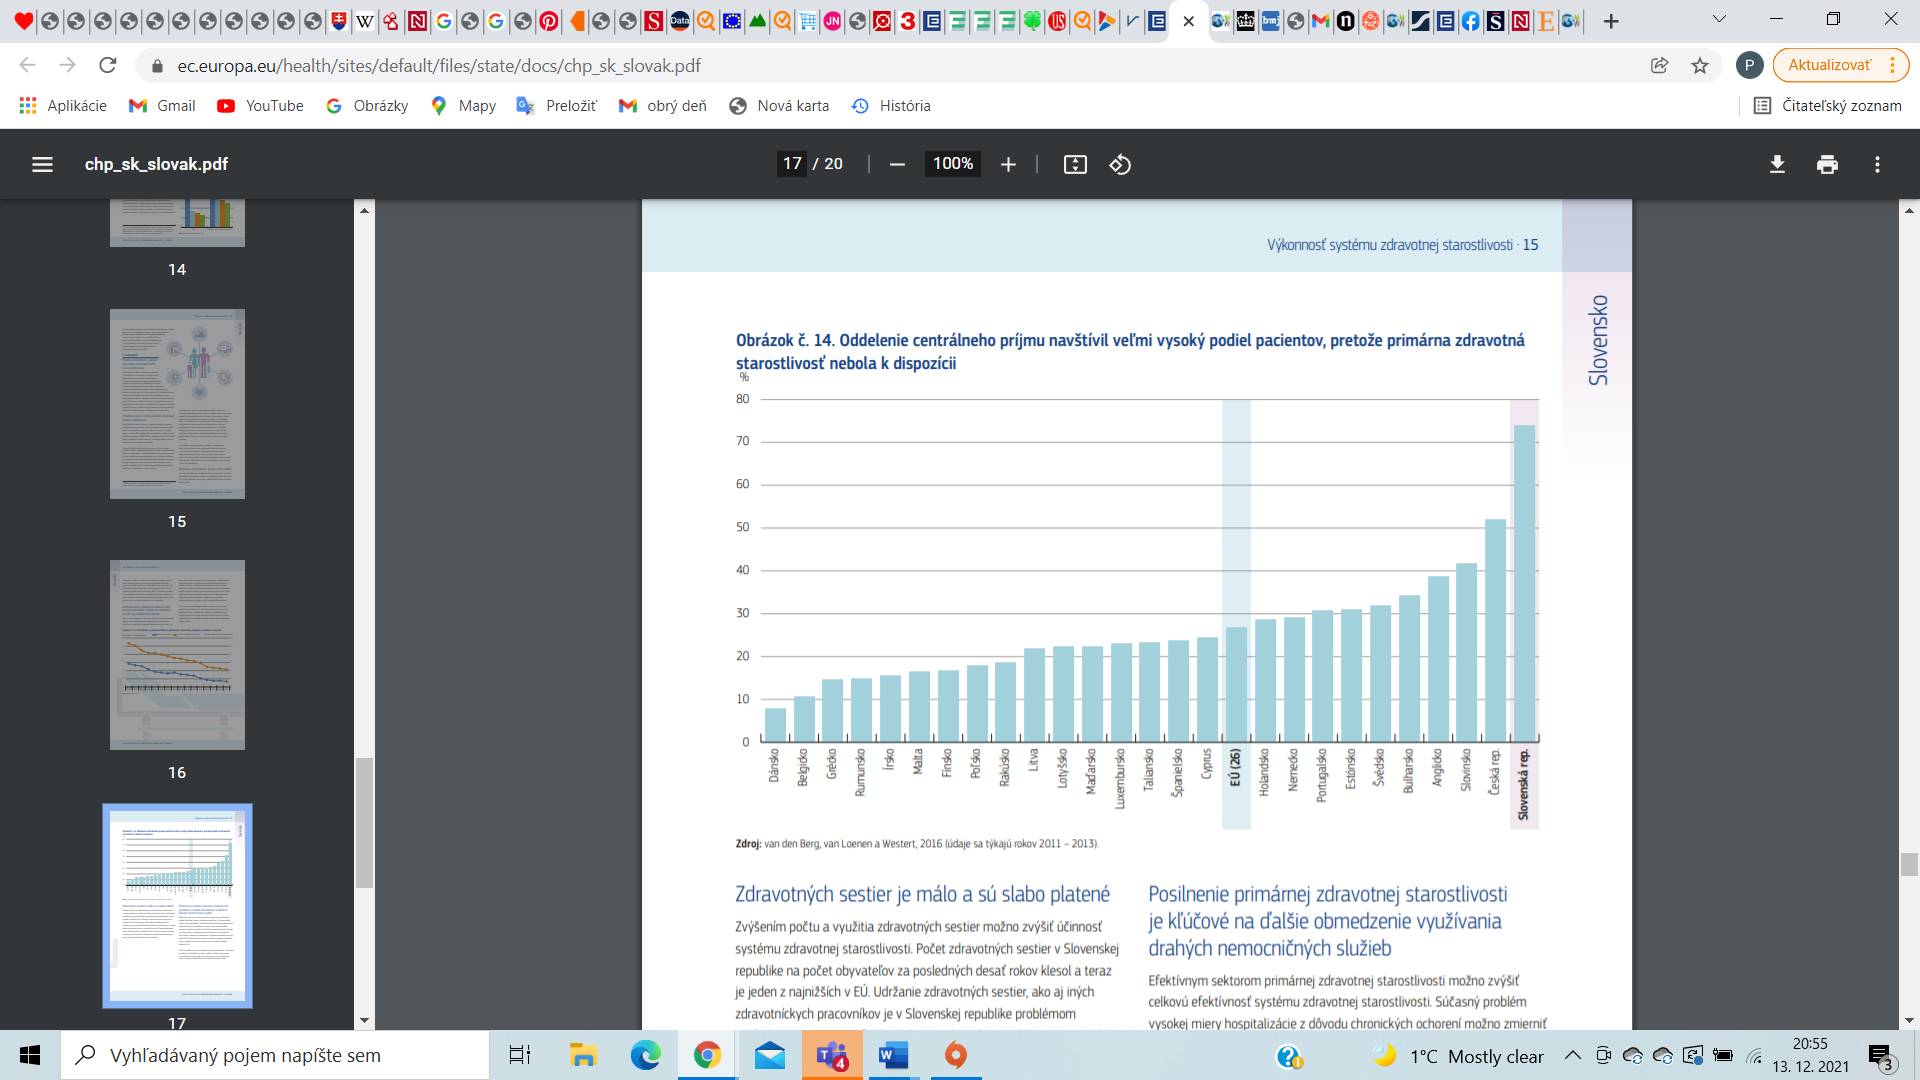 ec.europa.eu/health/sites/default/files/state/docs/chp_sk_slovak.pdf
P
Aktualizovať
Aplikácie
Gmail
YouTube
Obrázky
Mapy
Preložiť
obrý deň
Nová karta
História
Čitateľský zoznam
chp_sk_slovak.pdf
17 / 20
100%
14
15
16
17
Výkonnosť systému zdravotnej starostlivosti · 15
Slovensko
Obrázok č. 14. Oddelenie centrálneho príjmu navštívil veľmi vysoký podiel pacientov, pretože primárna zdravotná
starostlivosť nebola k dispozícii
%
80
70
60
50
40
30
20
10
0
Dánsko
Belgicko
Grécko
Rumunsko
Írsko
Malta
Fínsko
Poľsko
Rakúsko
Litva
Lotyšsko
Maďarsko
Luxembursko
Taliansko
Španielsko
Cyprus
EÚ (26)
Holandsko
Nemecko
Portugalsko
Estónsko
Švédsko
Bulharsko
Anglicko
Slovinsko
Česká rep.
Slovenská rep.
Zdroj: van den Berg, van Loenen a Westert, 2016 (údaje sa týkajú rokov 2011 – 2013).
Zdravotných sestier je málo a sú slabo platené
Zvýšením počtu a využitia zdravotných sestier možno zvýšiť účinnosť
systému zdravotnej starostlivosti. Počet zdravotných sestier v Slovenskej
republike na počet obyvateľov za posledných desať rokov klesol a teraz
je jeden z najnižších v EÚ. Udržanie zdravotných sestier, ako aj iných
zdravotníckych pracovníkov je v Slovenskej republike problémom
Posilnenie primárnej zdravotnej starostlivosti
je kľúčové na ďalšie obmedzenie využívania
drahých nemocničných služieb
Efektívnym sektorom primárnej zdravotnej starostlivosti možno zvýšiť
celkovú efektívnosť systému zdravotnej starostlivosti. Súčasný problém
vysokej miery hospitalizácie z dôvodu chronických ochorení možno zmierniť
Vyhľadávaný pojem napíšte sem
4
1°C Mostly clear
20:55
13. 12. 2021
3